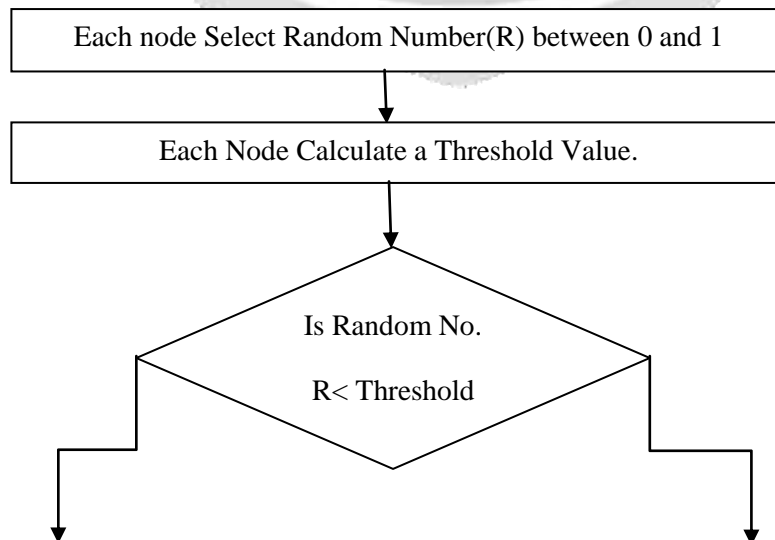 Each node Select Random Number(R) between 0 and 1
Each Node Calculate a Threshold Value.
Is Random No.
R< Threshold